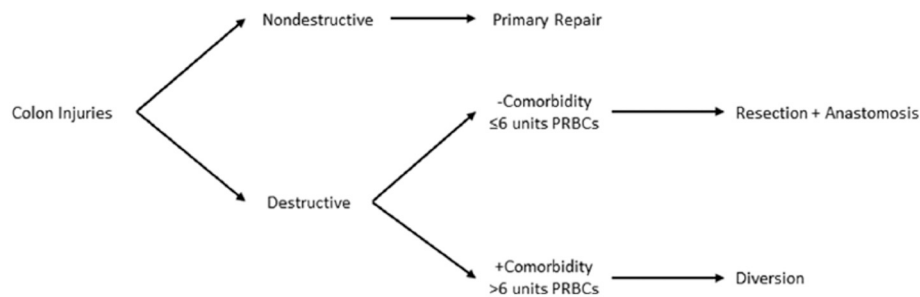 Nondestructive
Primary Repair
Colon Injuries
-Comorbidity
≤6 units PRBCs
Resection + Anastomosis
Destructive
+Comorbidity
>6 units PRBCs
Diversion